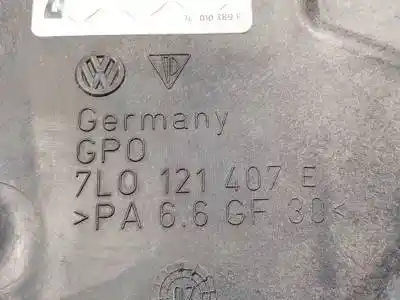 Germany
GPO
7L0 121 407 E
>PA 6.6 GF 30<